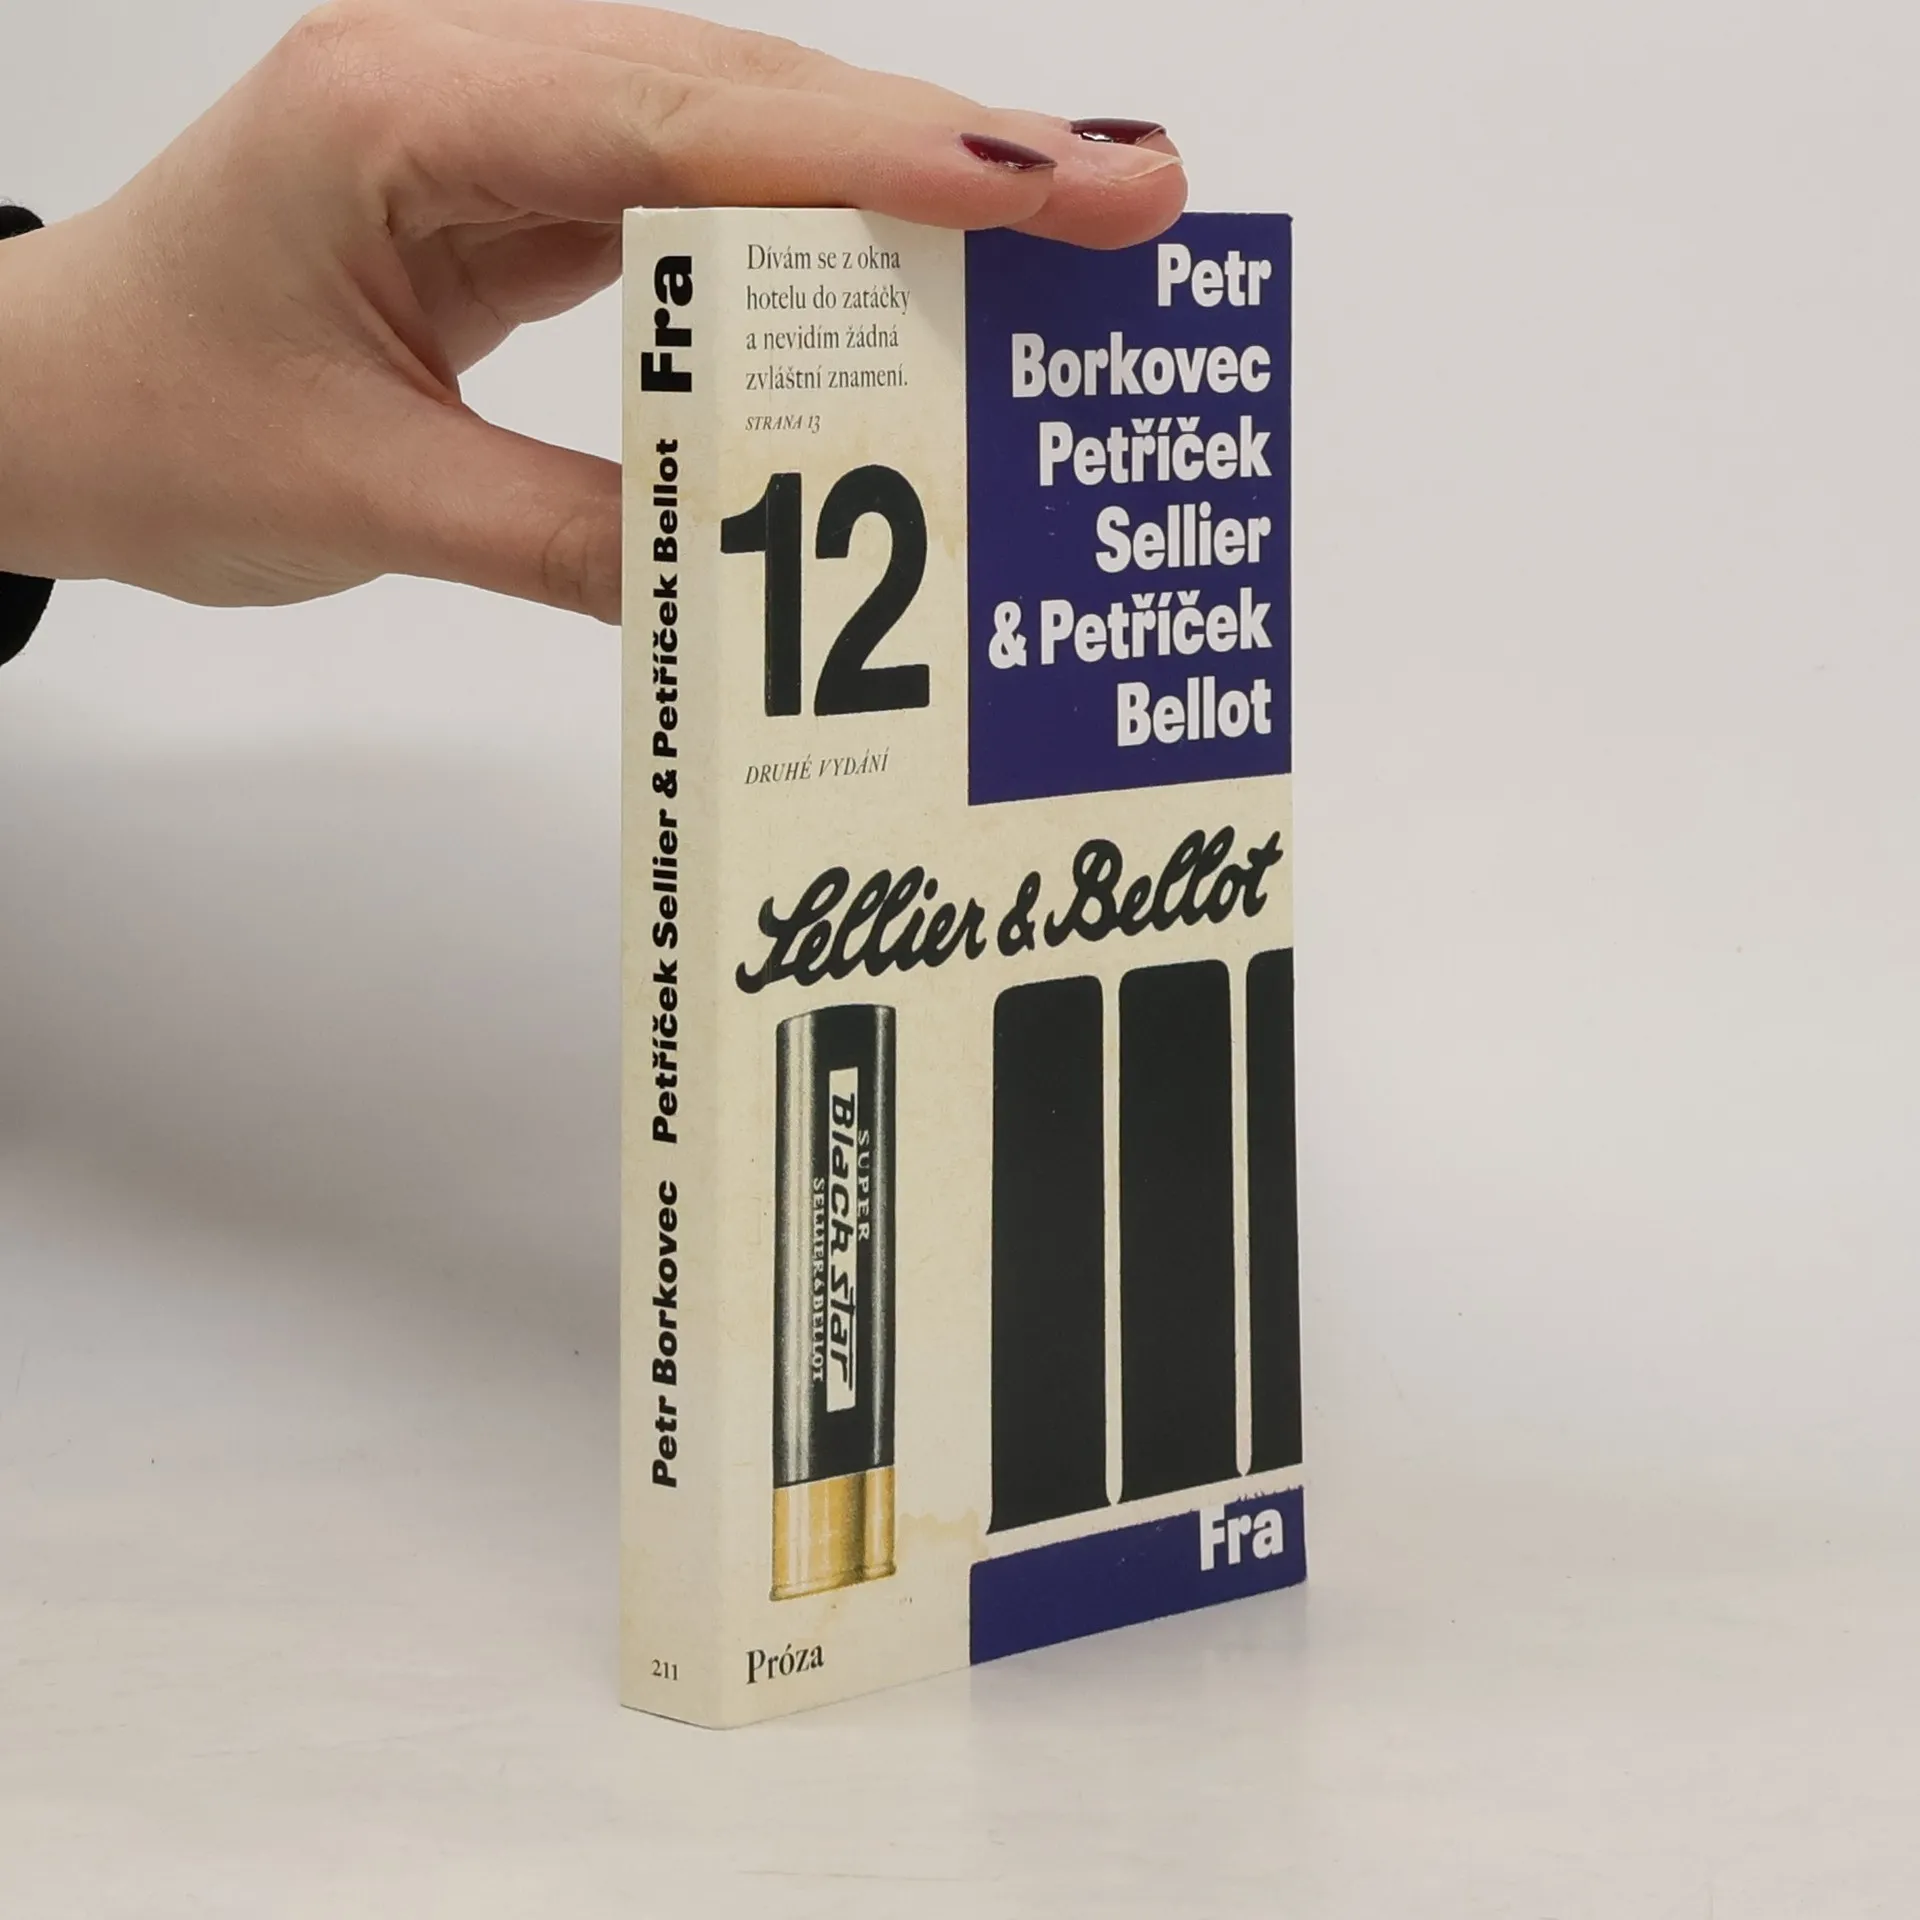 Fra
Petříček Sellier & Petříček Bellot
Petr Borkovec
211
Dívám se z okna
hotelu do zatáčky
a nevidím žádná
zvláštní znamení.
STRANA 13
12
DRUHÉ VYDÁNÍ
Petr
Borkovec
Petříček
Sellier
& Petříček
Bellot
Sellier & Bellot
SUPER
Black Star
SELLIER & BELLOT
Fra
Próza